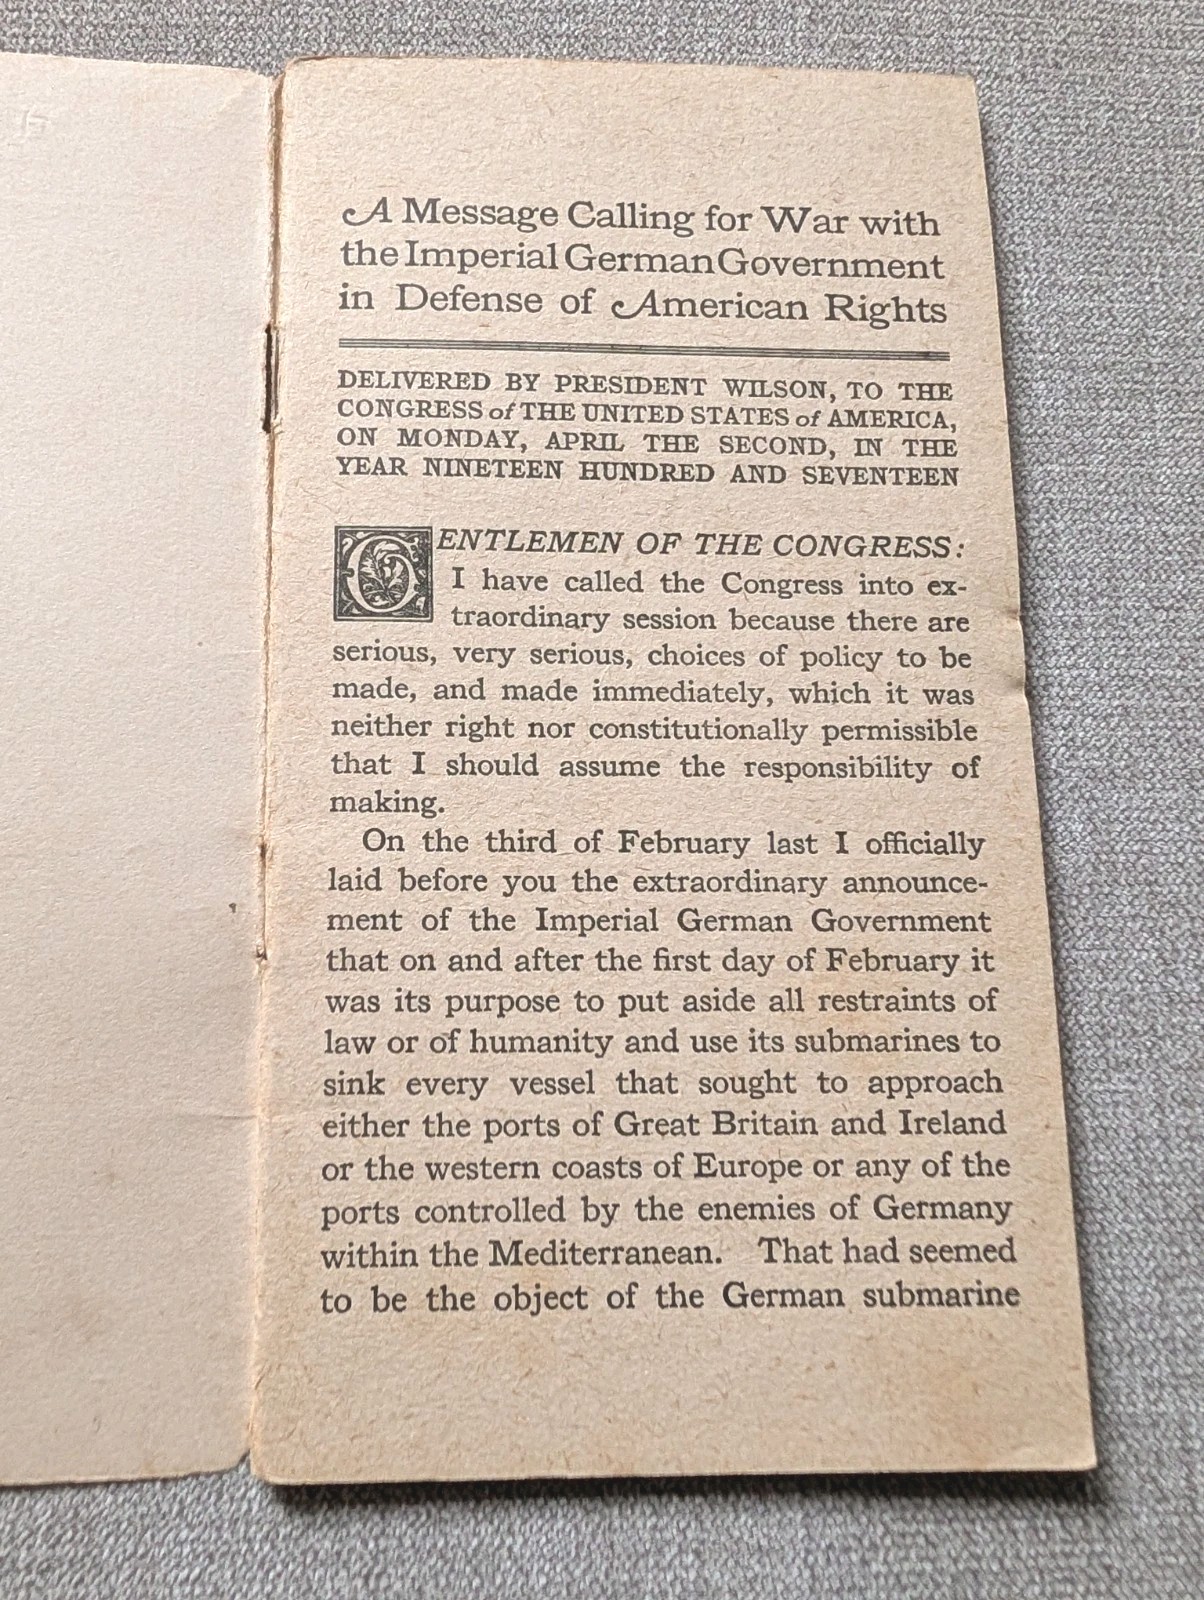 A Message Calling for War with
the Imperial German Government
in Defense of American Rights
DELIVERED BY PRESIDENT WILSON, TO THE
CONGRESS of THE UNITED STATES of AMERICA,
ON MONDAY, APRIL THE SECOND, IN THE
YEAR NINETEEN HUNDRED AND SEVENTEEN
GENTLEMEN OF THE CONGRESS:
I have called the Congress into ex-
traordinary session because there are
serious, very serious, choices of policy to be
made, and made immediately, which it was
neither right nor constitutionally permissible
that I should assume the responsibility of
making.
On the third of February last I officially
laid before you the extraordinary announce-
ment of the Imperial German Government
that on and after the first day of February it
was its purpose to put aside all restraints of
law or of humanity and use its submarines to
sink every vessel that sought to approach
either the ports of Great Britain and Ireland
or the western coasts of Europe or any of the
ports controlled by the enemies of Germany
within the Mediterranean. That had seemed
to be the object of the German submarine